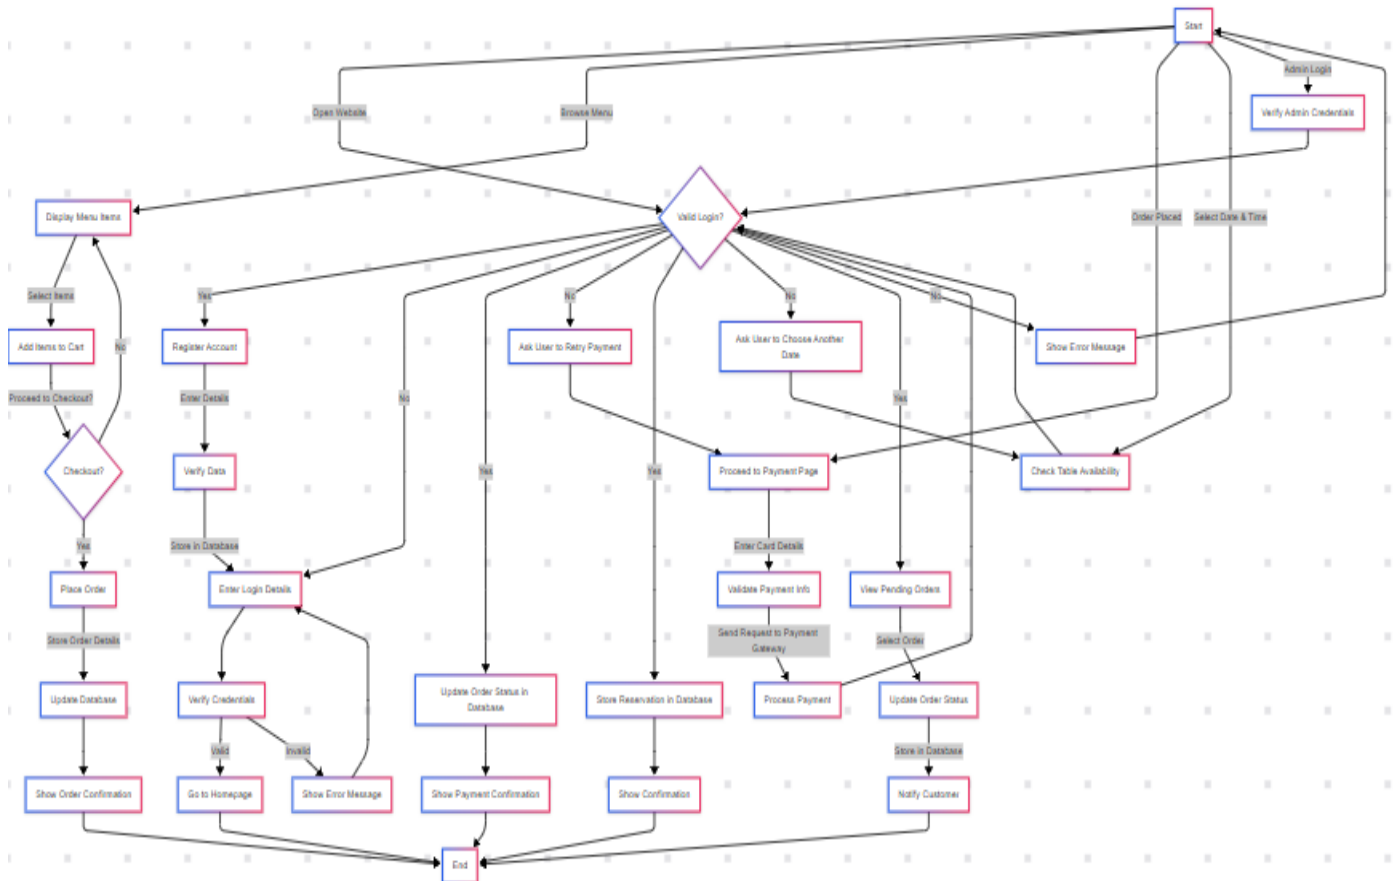 Start
Admin Login
Open Website
Browse Menu
Verify Admin Credentials
Display Menu Items
Valid Login?
Order Placed
Select Date & Time
Select Items
Yes
No
No
No
Add Items to Cart
No
Register Account
Ask User to Retry Payment
Ask User to Choose Another
Date
Show Error Message
Proceed to Checkout?
Enter Details
No
Yes
Checkout?
Verify Data
Yes
Yes
Proceed to Payment Page
Check Table Availability
Yes
Store in Database
Enter Card Details
Place Order
Enter Login Details
Validate Payment Info
View Pending Orders
Store Order Details
Send Request to Payment
Gateway
Select Order
Update Database
Verify Credentials
Update Order Status in
Database
Store Reservation in Database
Process Payment
Update Order Status
Valid
Invalid
Store in Database
Show Order Confirmation
Go to Homepage
Show Error Message
Show Payment Confirmation
Show Confirmation
Notify Customer
End